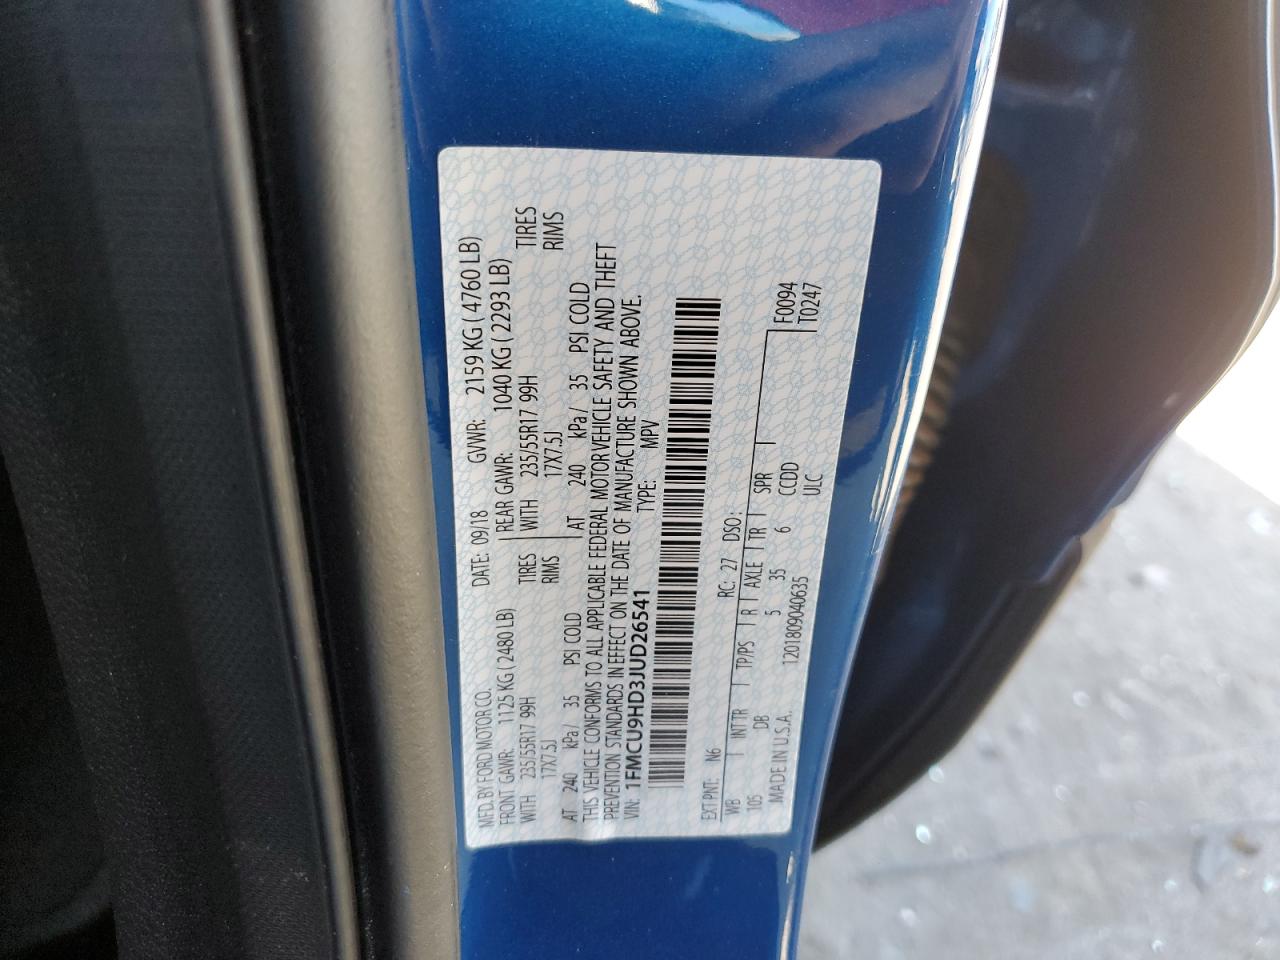 MFD. BY FORD MOTOR CO.
DATE: 09/18 GVWR: 2159 KG ( 4760 LB)
FRONT GAWR: 1125 KG ( 2480 LB) REAR GAWR: 1040 KG ( 2293 LB)
WITH 235/55R17 99H TIRES WITH 235/55R17 99H TIRES
17X7.5J RIMS 17X7.5J RIMS
AT 240 kPa / 35 PSI COLD AT 240 kPa / 35 PSI COLD
THIS VEHICLE CONFORMS TO ALL APPLICABLE FEDERAL MOTOR VEHICLE SAFETY AND THEFT
PREVENTION STANDARDS IN EFFECT ON THE DATE OF MANUFACTURE SHOWN ABOVE.
VIN: 1FMCU9HD3JUD26541 TYPE: MPV
EXT PNT: N6 RC: 27 DSO:
WB INT TR TP/PS R AXLE TR SPR F0094
105 DB 5 35 6 CCDD T0247
MADE IN U.S.A. 1201809040635 ULC